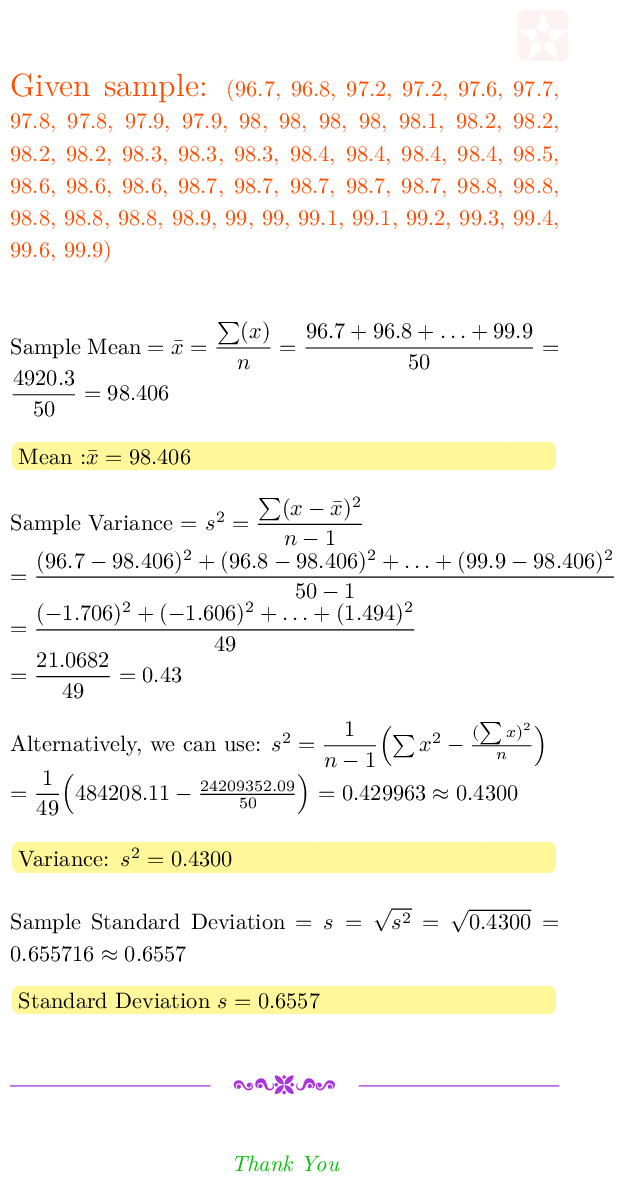 Given sample: (96.7, 96.8, 97.2, 97.2, 97.6, 97.7,
97.8, 97.8, 97.9, 97.9, 98, 98, 98, 98, 98.1, 98.2, 98.2,
98.2, 98.2, 98.3, 98.3, 98.3, 98.4, 98.4, 98.4, 98.4, 98.5,
98.6, 98.6, 98.6, 98.7, 98.7, 98.7, 98.7, 98.7, 98.8, 98.8,
98.8, 98.8, 98.8, 98.9, 99, 99, 99.1, 99.1, 99.2, 99.3, 99.4,
99.6, 99.9)
Sample Mean = x̄ = ∑(x)/n = (96.7 + 96.8 + … + 99.9)/50 =
4920.3/50 = 98.406
Mean :x̄ = 98.406
Sample Variance = s² = ∑(x − x̄)²/(n − 1)
= ((96.7 − 98.406)² + (96.8 − 98.406)² + … + (99.9 − 98.406)²)/(50 − 1)
= ((−1.706)² + (−1.606)² + … + (1.494)²)/49
= 21.0682/49 = 0.43
Alternatively, we can use: s² = 1/(n − 1) (∑ x² − (∑ x)²/n)
= 1/49 (484208.11 − 24209352.09/50) = 0.429963 ≈ 0.4300
Variance: s² = 0.4300
Sample Standard Deviation = s = √s² = √0.4300 =
0.655716 ≈ 0.6557
Standard Deviation s = 0.6557
Thank You